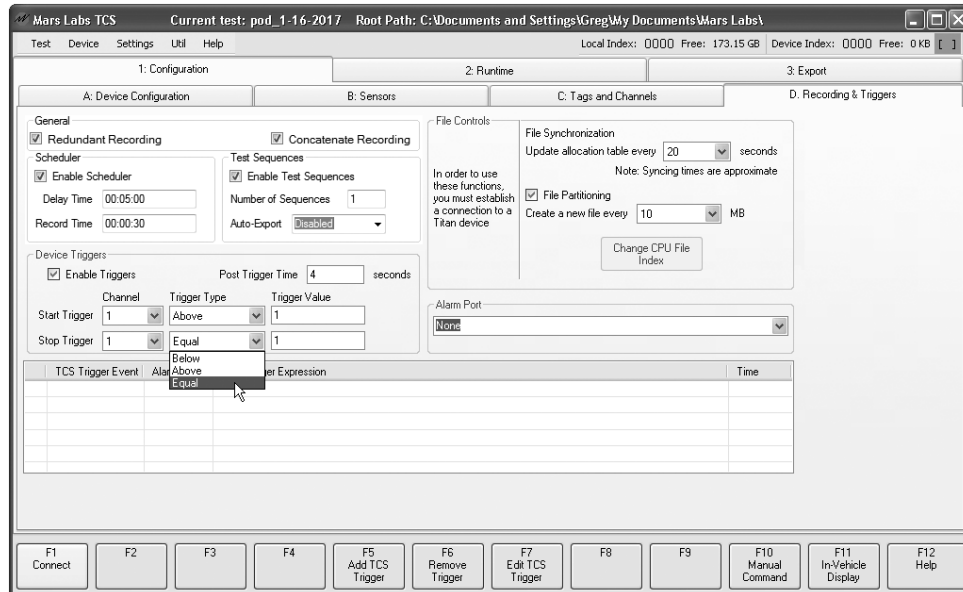 Mars Labs TCS Current test: pod_1-16-2017 Root Path: C:\Documents and Settings\Greg\My Documents\Mars Labs\
Test Device Settings Util Help Local Index: 0000 Free: 173.15 GB Device Index: 0000 Free: 0 KB [ ]
1: Configuration 2: Runtime 3: Export
A: Device Configuration B: Sensors C: Tags and Channels D. Recording & Triggers
General
Redundant Recording Concatenate Recording
Scheduler
Enable Scheduler
Delay Time 00:05:00
Record Time 00:00:30
Test Sequences
Enable Test Sequences
Number of Sequences 1
Auto-Export Disabled
File Controls
In order to use
these functions,
you must establish
a connection to a
Titan device
File Synchronization
Update allocation table every 20 seconds
Note: Syncing times are approximate
File Partitioning
Create a new file every 10 MB
Change CPU File
Index
Device Triggers
Enable Triggers Post Trigger Time 4 seconds
Channel Trigger Type Trigger Value
Start Trigger 1 Above 1
Stop Trigger 1 Equal 1
Below
Above
Equal
Alarm Port
None
TCS Trigger Event Alar er Expression Time
F1
Connect
F2
F3
F4
F5
Add TCS
Trigger
F6
Remove
Trigger
F7
Edit TCS
Trigger
F8
F9
F10
Manual
Command
F11
In-Vehicle
Display
F12
Help